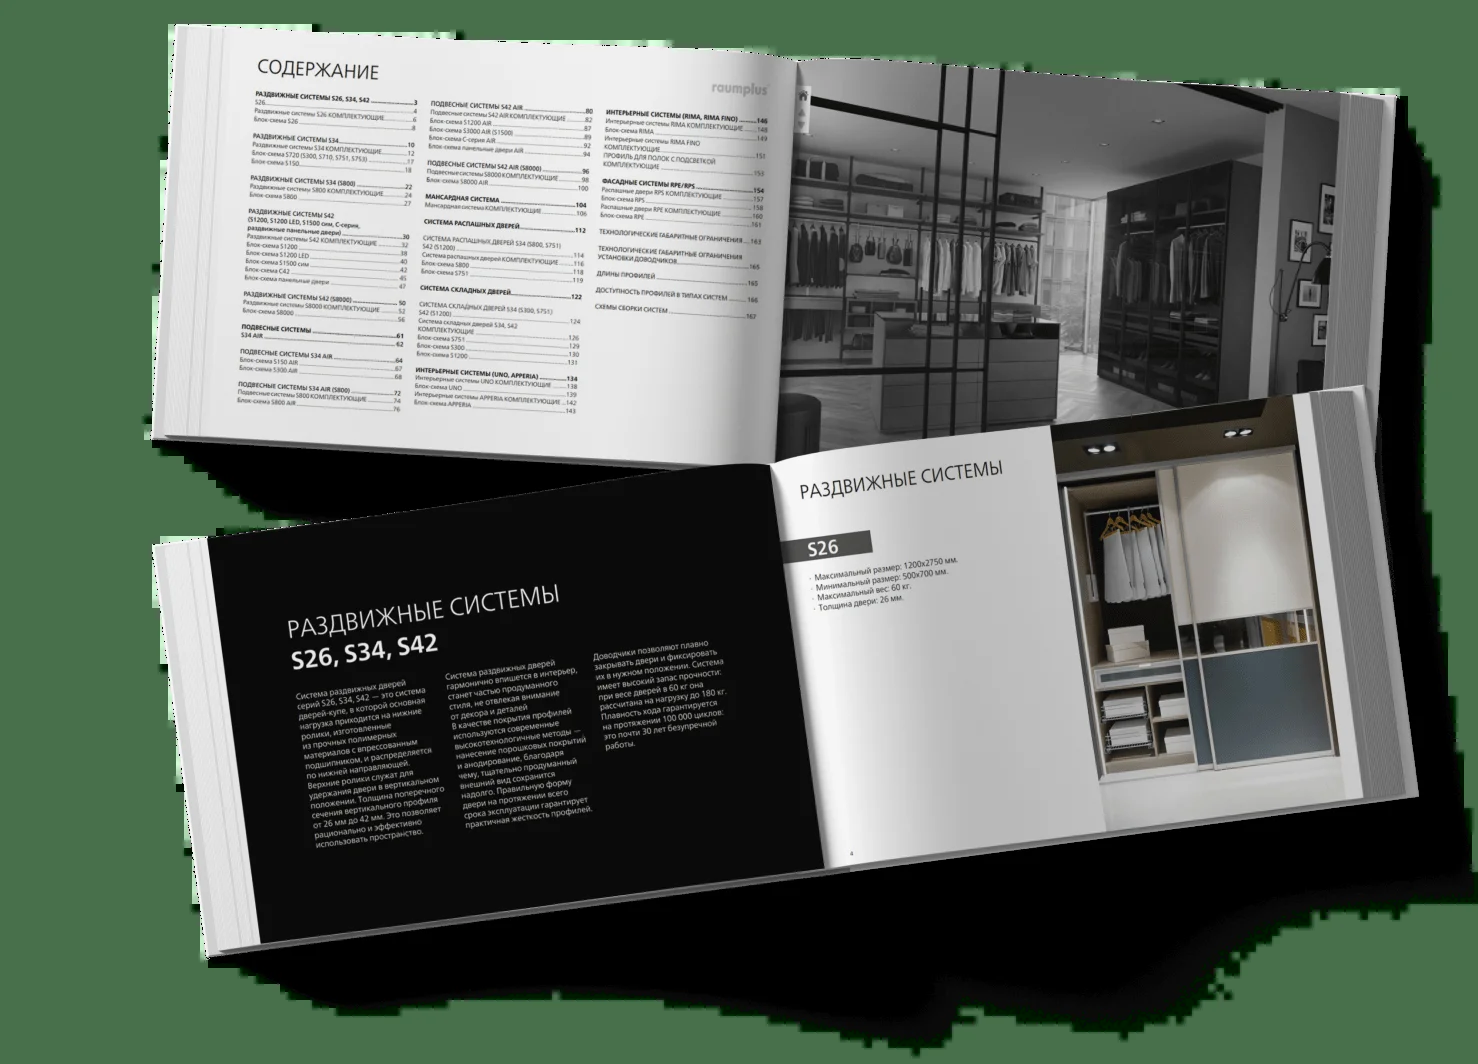 СОДЕРЖАНИЕ
raumplus
РАЗДВИЖНЫЕ СИСТЕМЫ S26, S34, S42 3
S26 4
Раздвижные системы S26 КОМПЛЕКТУЮЩИЕ 6
Блок-схема S26 8
РАЗДВИЖНЫЕ СИСТЕМЫ S34 10
Раздвижные системы S34 КОМПЛЕКТУЮЩИЕ 12
Блок-схема S720 (S300, S710, S751, S753) 17
Блок-схема S150 18
РАЗДВИЖНЫЕ СИСТЕМЫ S34 (S800) 22
Раздвижные системы S800 КОМПЛЕКТУЮЩИЕ 24
Блок-схема S800 27
РАЗДВИЖНЫЕ СИСТЕМЫ S42
(S1200, S1200 LED, S1500 сим, С-серия,
раздвижные панельные двери) 30
Раздвижные системы S42 КОМПЛЕКТУЮЩИЕ 32
Блок-схема S1200 38
Блок-схема S1200 LED 40
Блок-схема S1500 сим 42
Блок-схема С42 45
Блок-схема панельные двери 47
РАЗДВИЖНЫЕ СИСТЕМЫ S42 (S8000) 50
Раздвижные системы S8000 КОМПЛЕКТУЮЩИЕ 52
Блок-схема S8000 56
ПОДВЕСНЫЕ СИСТЕМЫ 61
S34 AIR 62
ПОДВЕСНЫЕ СИСТЕМЫ S34 AIR 64
Блок-схема S150 AIR 67
Блок-схема S300 AIR 68
ПОДВЕСНЫЕ СИСТЕМЫ S34 AIR (S800) 72
Подвесные системы S800 КОМПЛЕКТУЮЩИЕ 74
Блок-схема S800 AIR 76
ПОДВЕСНЫЕ СИСТЕМЫ S42 AIR 80
Подвесные системы S42 AIR КОМПЛЕКТУЮЩИЕ 82
Блок-схема S1200 AIR 87
Блок-схема S3000 AIR (S1500) 89
Блок-схема С-серия AIR 92
Блок-схема панельные двери AIR 94
ПОДВЕСНЫЕ СИСТЕМЫ S42 AIR (S8000) 96
Подвесные системы S8000 КОМПЛЕКТУЮЩИЕ 98
Блок-схема S8000 AIR 100
МАНСАРДНАЯ СИСТЕМА 104
Мансардная система КОМПЛЕКТУЮЩИЕ 106
СИСТЕМА РАСПАШНЫХ ДВЕРЕЙ 112
СИСТЕМА РАСПАШНЫХ ДВЕРЕЙ S34 (S800, S751)
S42 (S1200) 114
Система распашных дверей КОМПЛЕКТУЮЩИЕ 116
Блок-схема S800 118
Блок-схема S751 119
СИСТЕМА СКЛАДНЫХ ДВЕРЕЙ 122
СИСТЕМА СКЛАДНЫХ ДВЕРЕЙ S34 (S300, S751)
S42 (S1200) 124
Система складных дверей S34, S42
КОМПЛЕКТУЮЩИЕ 126
Блок-схема S751 129
Блок-схема S300 130
Блок-схема S1200 131
ИНТЕРЬЕРНЫЕ СИСТЕМЫ (UNO, APPERIA) 134
Интерьерные системы UNO КОМПЛЕКТУЮЩИЕ 138
Блок-схема UNO 139
Интерьерные системы APPERIA КОМПЛЕКТУЮЩИЕ 142
Блок-схема APPERIA 143
ИНТЕРЬЕРНЫЕ СИСТЕМЫ (RIMA, RIMA FINO) 146
Интерьерные системы RIMA КОМПЛЕКТУЮЩИЕ 148
Блок-схема RIMA 149
Интерьерные системы RIMA FINO
КОМПЛЕКТУЮЩИЕ 151
ПРОФИЛЬ ДЛЯ ПОЛОК С ПОДСВЕТКОЙ
КОМПЛЕКТУЮЩИЕ 153
ФАСАДНЫЕ СИСТЕМЫ RPE/RPS 154
Распашные двери RPS КОМПЛЕКТУЮЩИЕ 157
Блок-схема RPS 158
Распашные двери RPE КОМПЛЕКТУЮЩИЕ 160
Блок-схема RPE 161
ТЕХНОЛОГИЧЕСКИЕ ГАБАРИТНЫЕ ОГРАНИЧЕНИЯ 163
ТЕХНОЛОГИЧЕСКИЕ ГАБАРИТНЫЕ ОГРАНИЧЕНИЯ
УСТАНОВКИ ДОВОДЧИКОВ 165
ДЛИНЫ ПРОФИЛЕЙ 165
ДОСТУПНОСТЬ ПРОФИЛЕЙ В ТИПАХ СИСТЕМ 166
СХЕМЫ СБОРКИ СИСТЕМ 167
РАЗДВИЖНЫЕ СИСТЕМЫ
S26, S34, S42
Система раздвижных дверей
серий S26, S34, S42 — это система
дверей-купе, в которой основная
нагрузка приходится на нижние
ролики, изготовленные
из прочных полимерных
материалов с впрессованным
подшипником, и распределяется
по нижней направляющей.
Верхние ролики служат для
удержания двери в вертикальном
положении. Толщина поперечного
сечения вертикального профиля
от 26 мм до 42 мм. Это позволяет
рационально и эффективно
использовать пространство.
Система раздвижных дверей
гармонично впишется в интерьер,
станет частью продуманного
стиля, не отвлекая внимание
от декора и деталей
В качестве покрытия профилей
используются современные
высокотехнологичные методы —
нанесение порошковых покрытий
и анодирование, благодаря
чему, тщательно продуманный
внешний вид сохранится
надолго. Правильную форму
двери на протяжении всего
срока эксплуатации гарантирует
практичная жесткость профилей.
Доводчики позволяют плавно
закрывать двери и фиксировать
их в нужном положении. Система
имеет высокий запас прочности:
при весе дверей в 60 кг она
рассчитана на нагрузку до 180 кг.
Плавность хода гарантируется
на протяжении 100 000 циклов:
это почти 30 лет безупречной
работы.
РАЗДВИЖНЫЕ СИСТЕМЫ
S26
· Максимальный размер: 1200х2750 мм.
· Минимальный размер: 500х700 мм.
· Максимальный вес: 60 кг.
· Толщина двери: 26 мм.
4